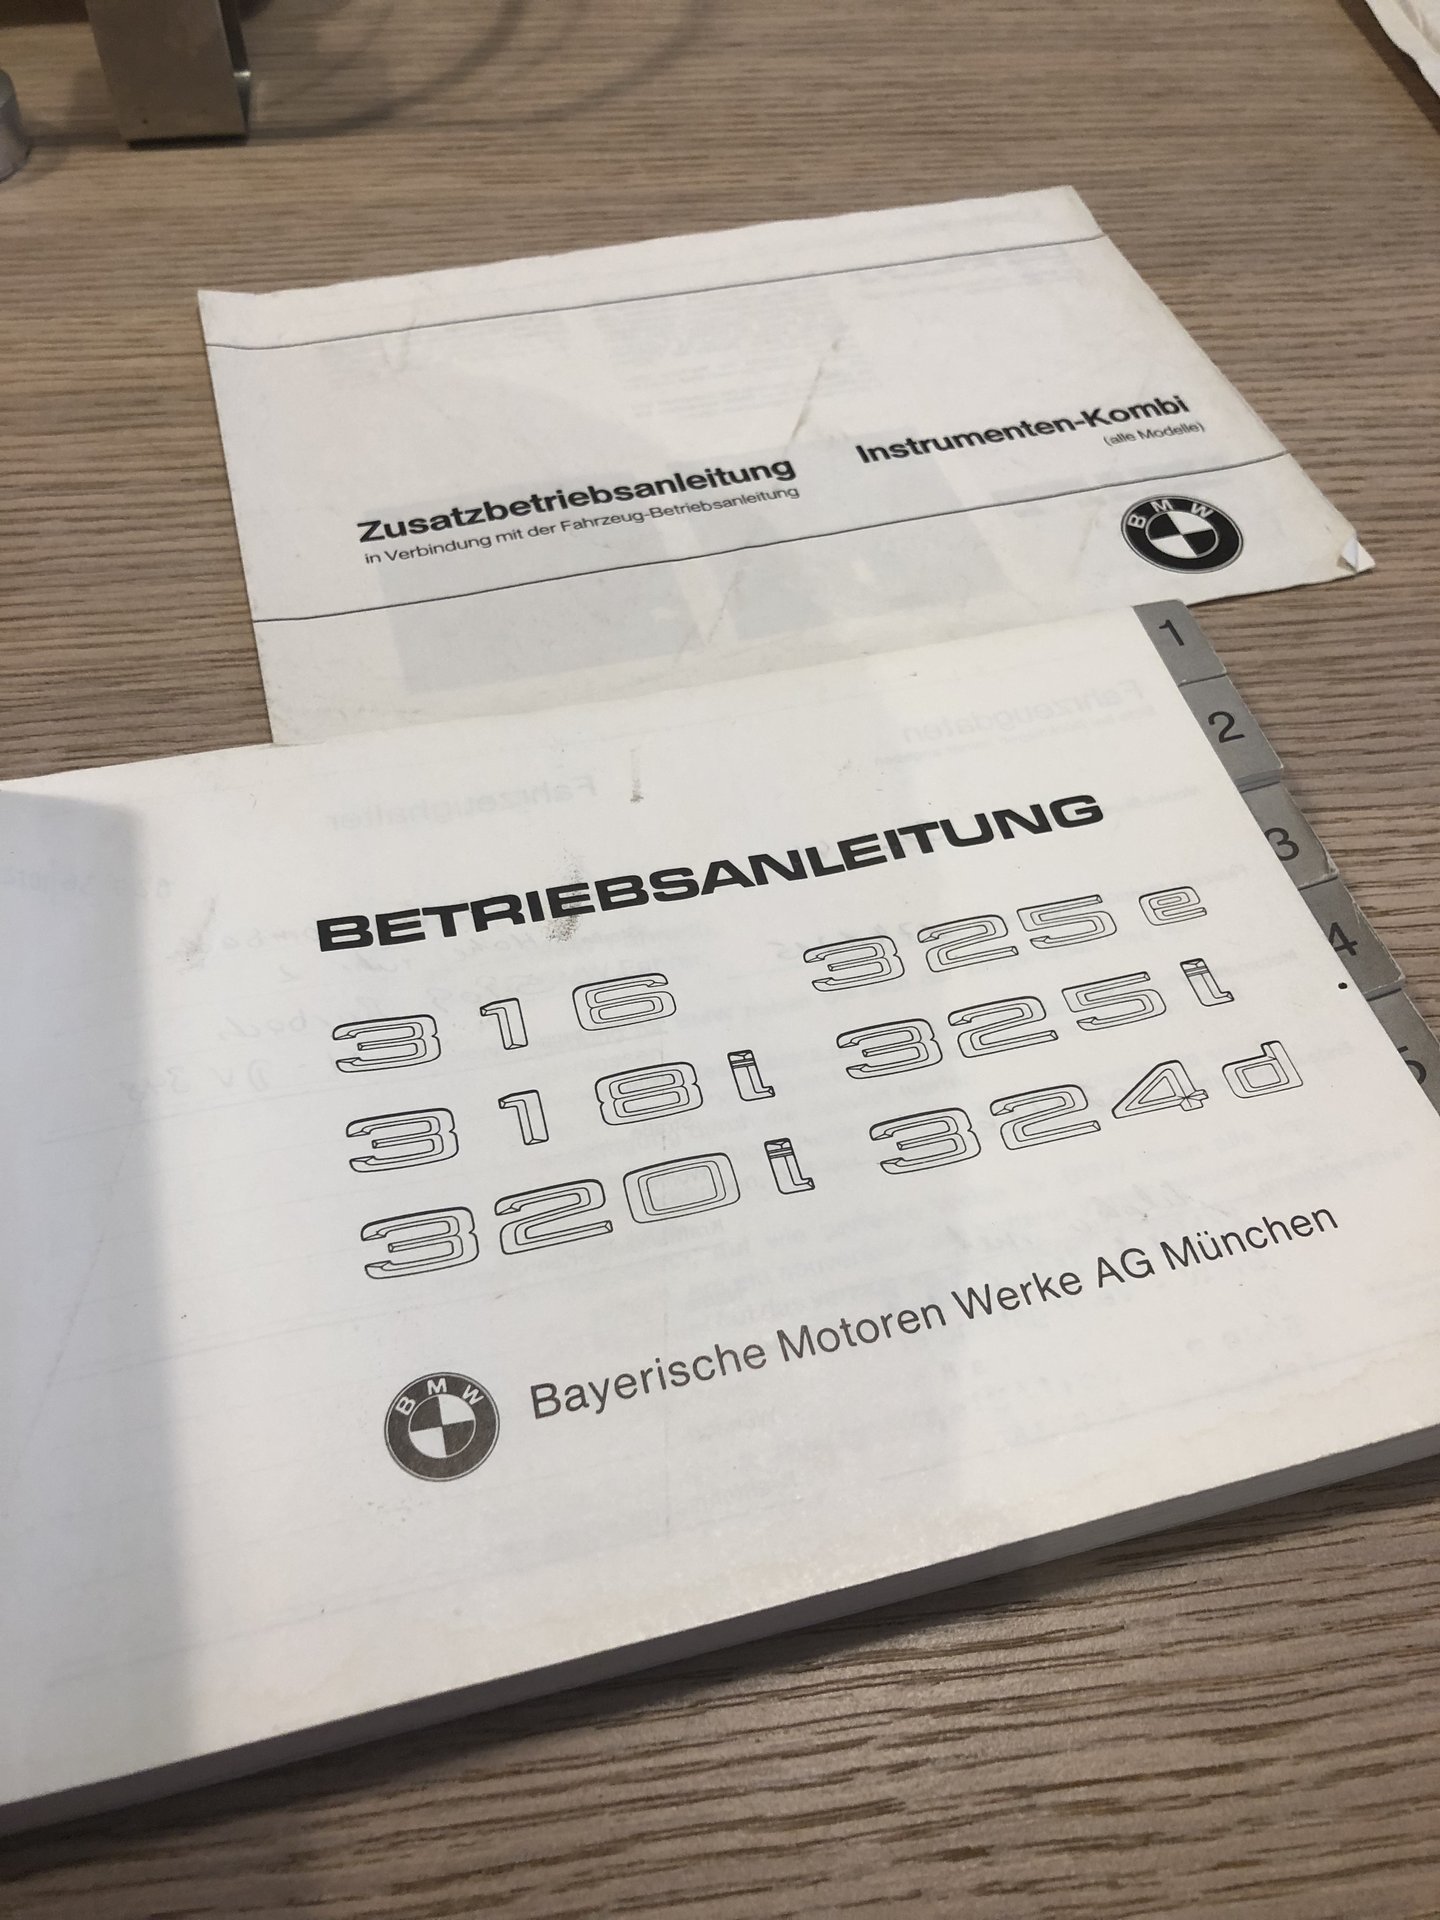 Zusatzbetriebsanleitung
in Verbindung mit der Fahrzeug-Betriebsanleitung
Instrumenten-Kombi
(alle Modelle)
BMW
1
2
3
4
5
BETRIEBSANLEITUNG
316
318i
320i
325e
325i
324d
BMW
Bayerische Motoren Werke AG München